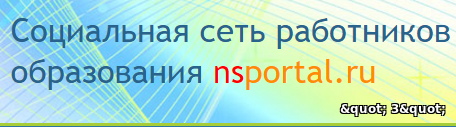 Социальная сеть работников
образования nsportal.ru
&quot; 3&quot;